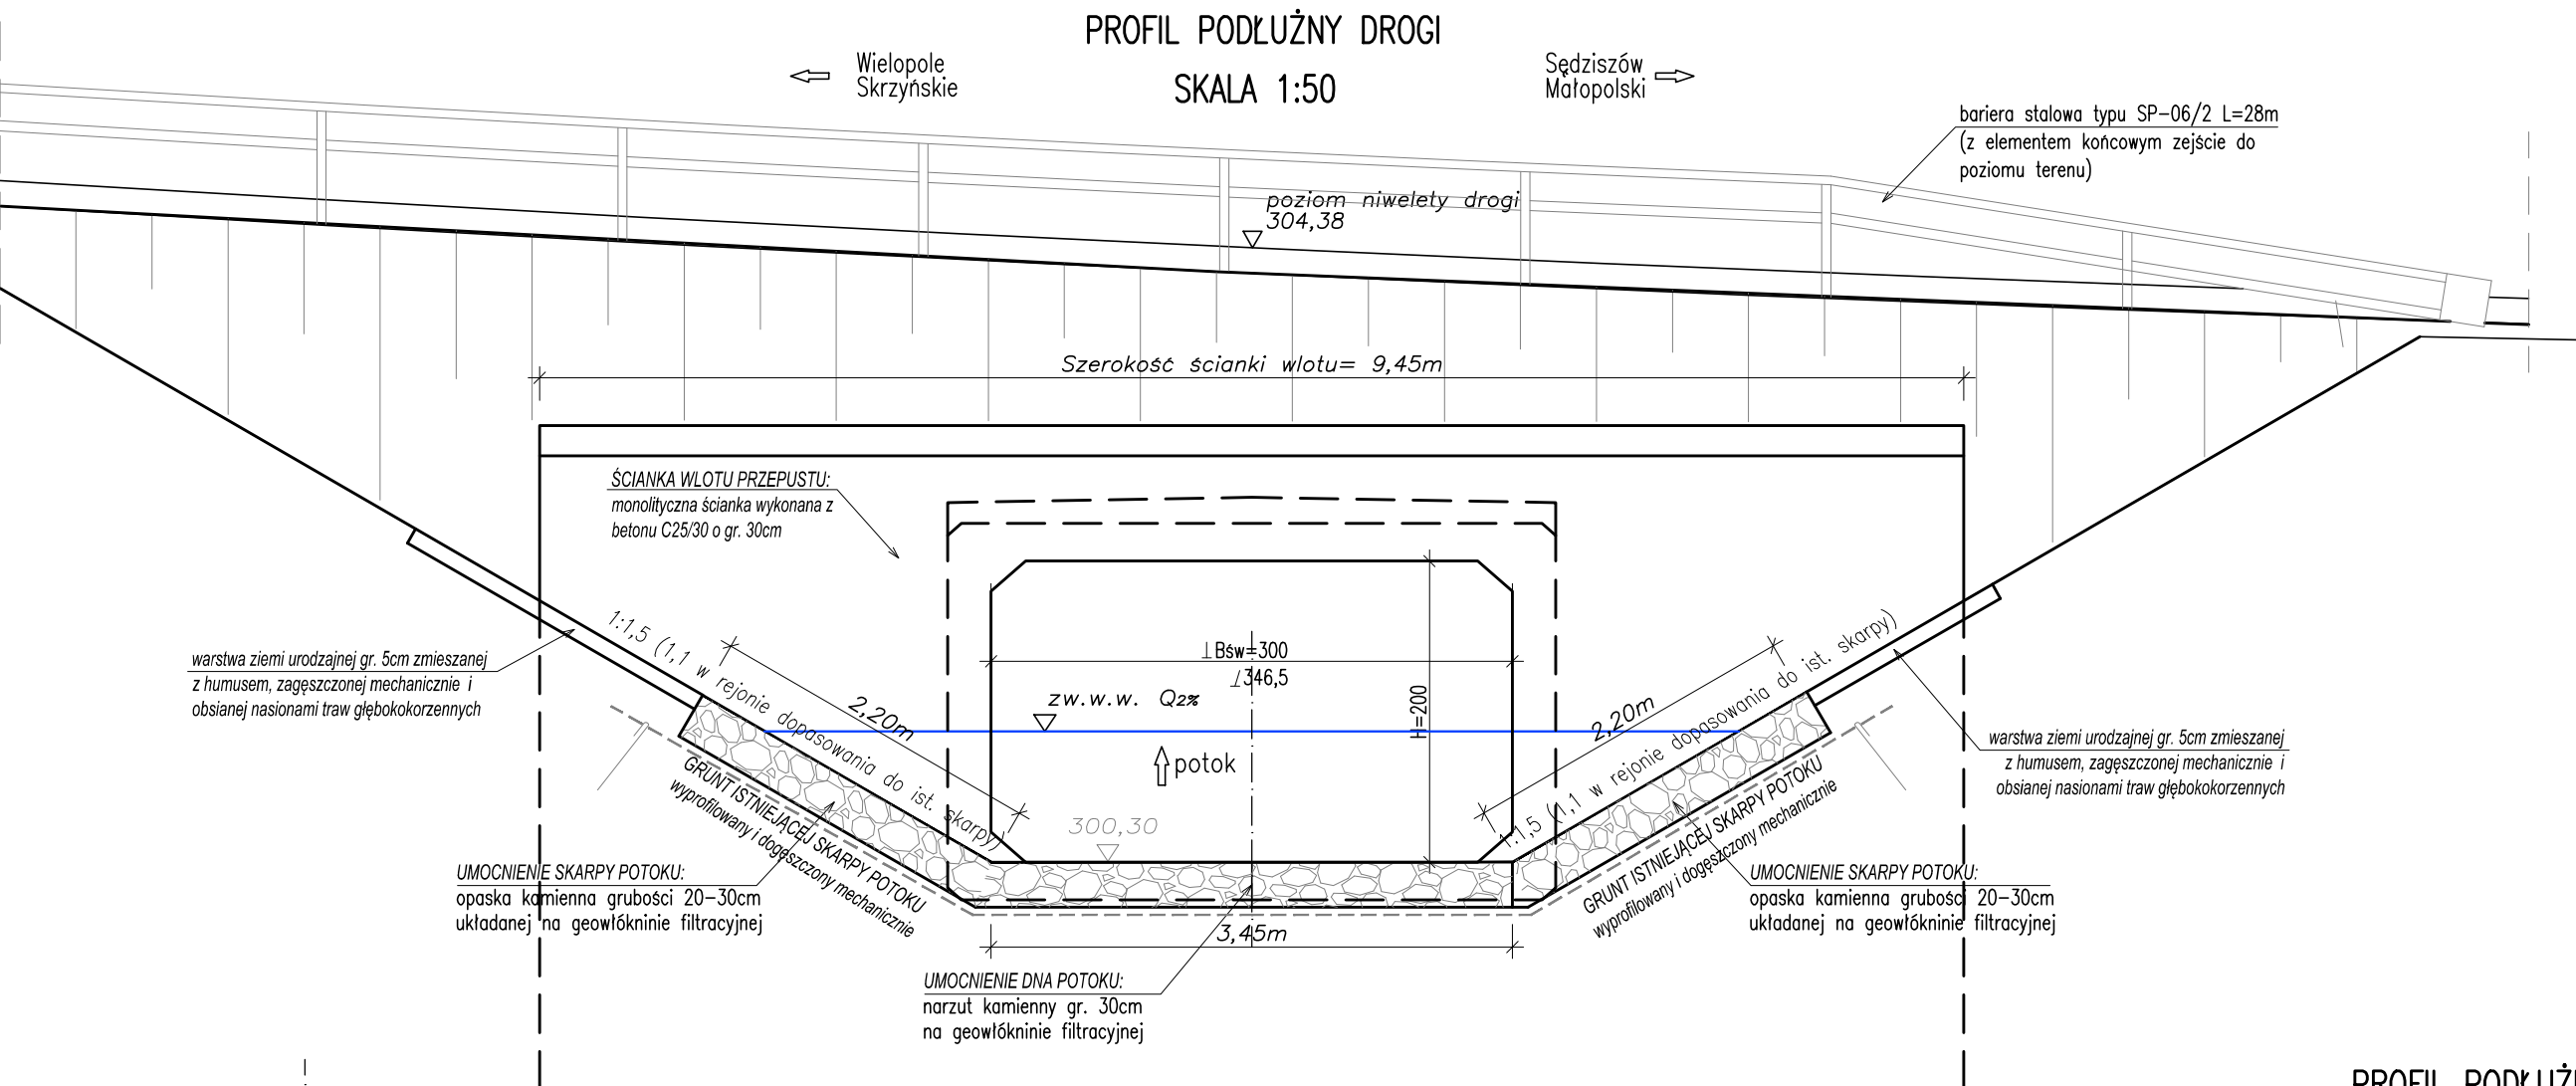 PROFIL PODŁUŻNY DROGI
Wielopole
Skrzyńskie
SKALA 1:50
Sędziszów
Małopolski
bariera stalowa typu SP-06/2 L=28m
(z elementem końcowym zejście do
poziomu terenu)
poziom niwelety drogi
304,38
Szerokość ścianki wlotu= 9,45m
ŚCIANKA WLOTU PRZEPUSTU:
monolityczna ścianka wykonana z
betonu C25/30 o gr. 30cm
1:1,5 (1,1 w rejonie dopasowania do ist. skarpy)
2,20m
⊥Bśw=300
⊥346,5
H=200
zw.w.w. Q2%
potok
300,30
2,20m
1:1,5 (1,1 w rejonie dopasowania do ist. skarpy)
warstwa ziemi urodzajnej gr. 5cm zmieszanej
z humusem, zagęszczonej mechanicznie i
obsianej nasionami traw głębokokorzennych
warstwa ziemi urodzajnej gr. 5cm zmieszanej
z humusem, zagęszczonej mechanicznie i
obsianej nasionami traw głębokokorzennych
GRUNT ISTNIEJĄCEJ SKARPY POTOKU
wyprofilowany i dogęszczony mechanicznie
GRUNT ISTNIEJĄCEJ SKARPY POTOKU
wyprofilowany i dogęszczony mechanicznie
UMOCNIENIE SKARPY POTOKU:
opaska kamienna grubości 20-30cm
układanej na geowłókninie filtracyjnej
UMOCNIENIE SKARPY POTOKU:
opaska kamienna grubości 20-30cm
układanej na geowłókninie filtracyjnej
3,45m
UMOCNIENIE DNA POTOKU:
narzut kamienny gr. 30cm
na geowłókninie filtracyjnej